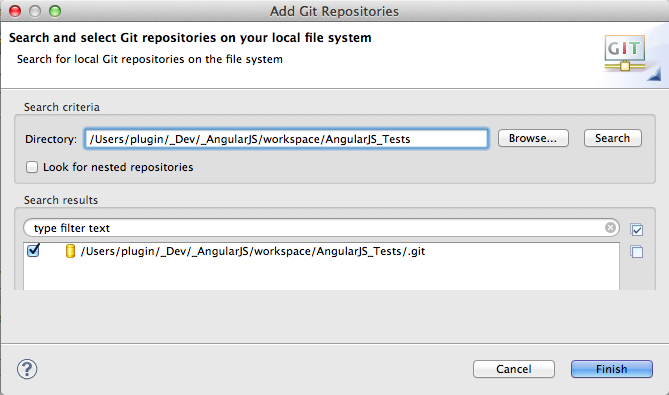 Add Git Repositories
Search and select Git repositories on your local file system
Search for local Git repositories on the file system
GIT
Search criteria
Directory: /Users/plugin/_Dev/_AngularJS/workspace/AngularJS_Tests Browse... Search
Look for nested repositories
Search results
type filter text
/Users/plugin/_Dev/_AngularJS/workspace/AngularJS_Tests/.git
? Cancel Finish